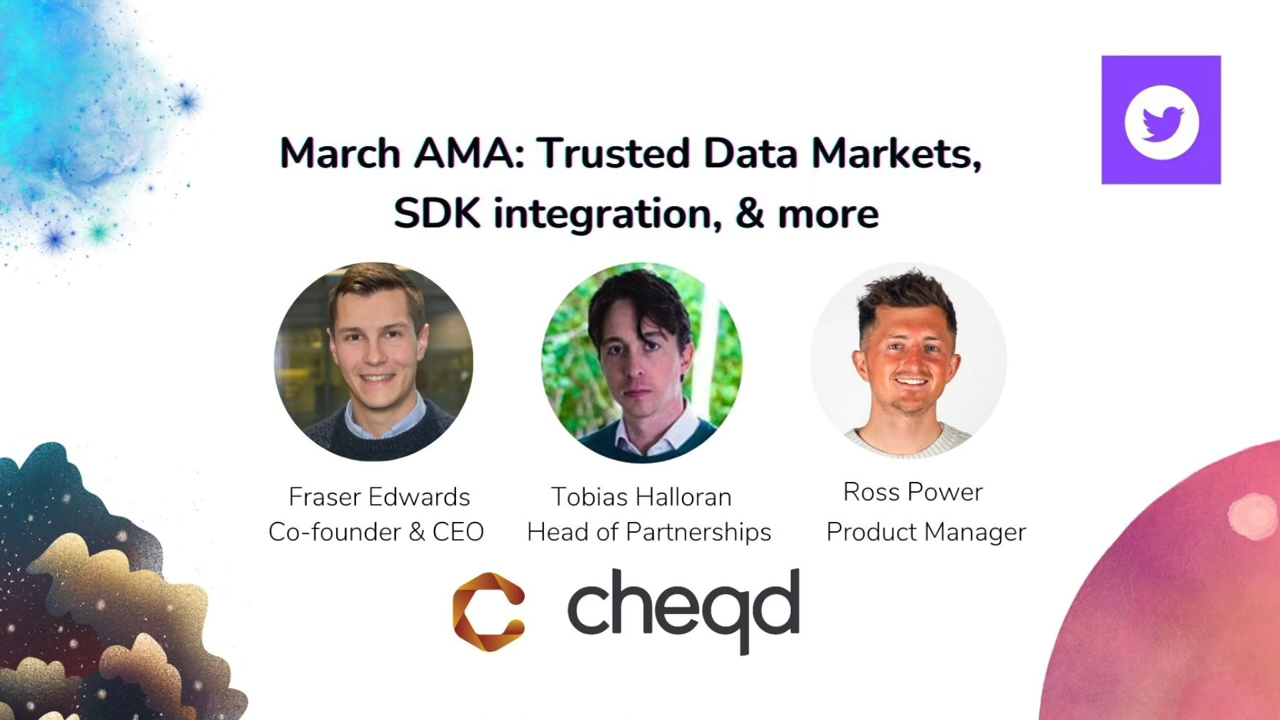 March AMA: Trusted Data Markets,
SDK integration, & more
Fraser Edwards
Co-founder & CEO
Tobias Halloran
Head of Partnerships
Ross Power
Product Manager
cheqd